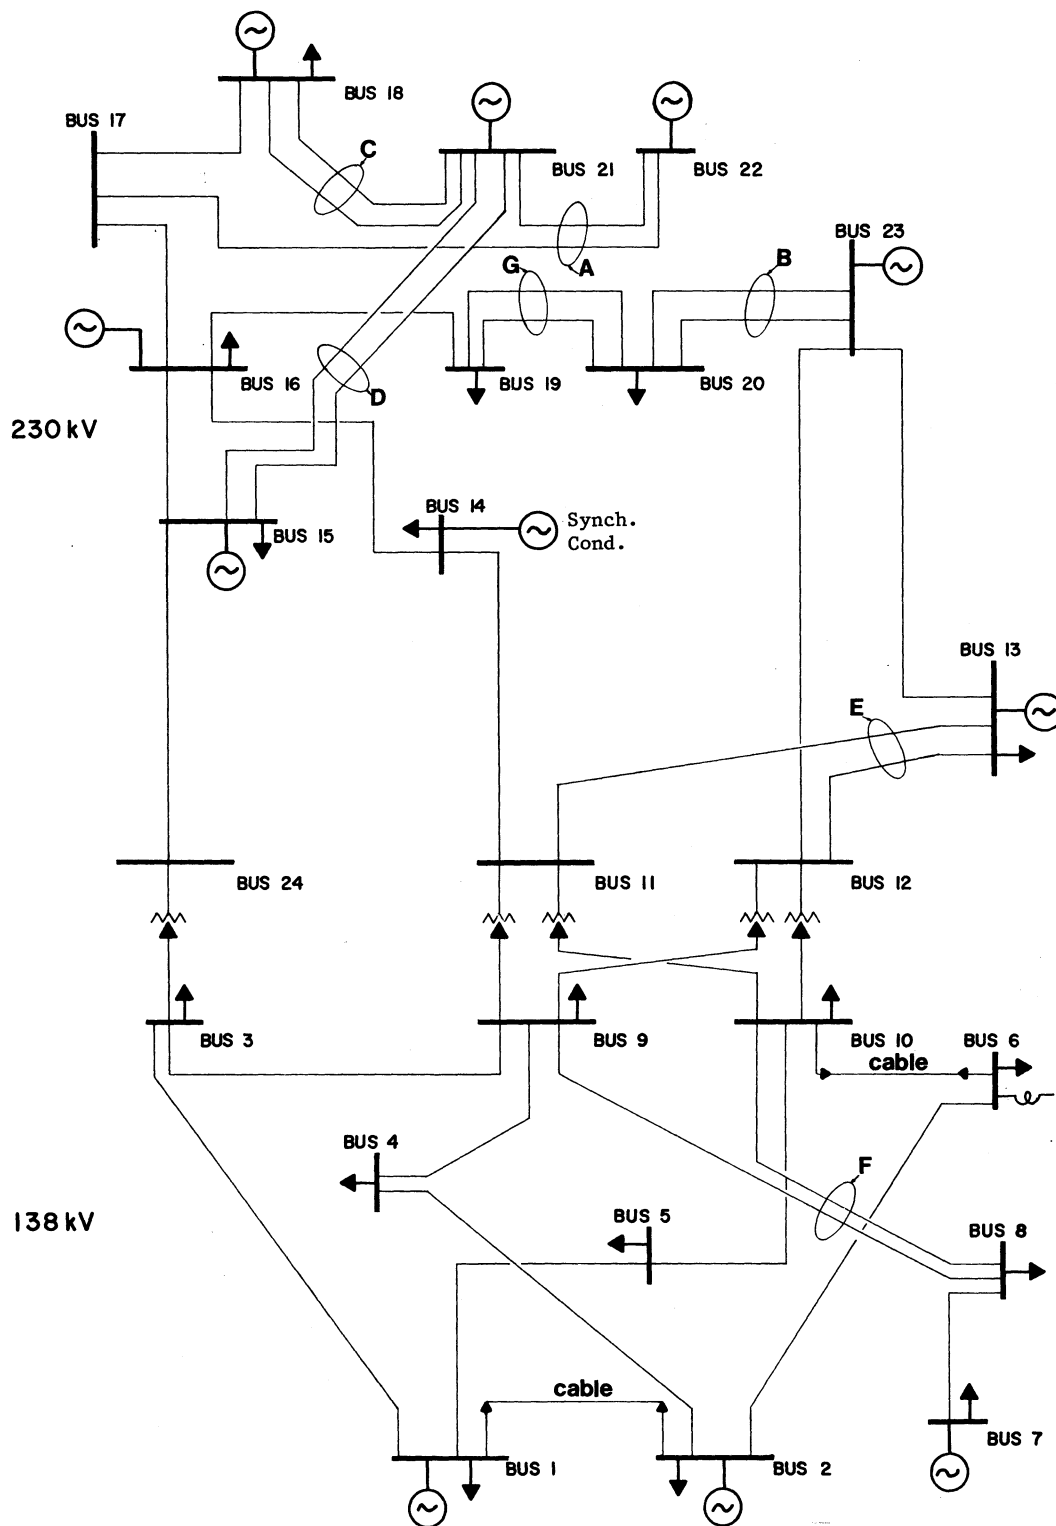 BUS 18
BUS 17
C
BUS 21
BUS 22
A
BUS 23
G
B
BUS 16
D
BUS 19
BUS 20
230 kV
BUS 14
Synch.
Cond.
BUS 15
BUS 13
E
BUS 24
BUS 11
BUS 12
BUS 3
BUS 9
BUS 10
BUS 6
cable
BUS 4
F
138 kV
BUS 5
BUS 8
cable
BUS 7
BUS 1
BUS 2